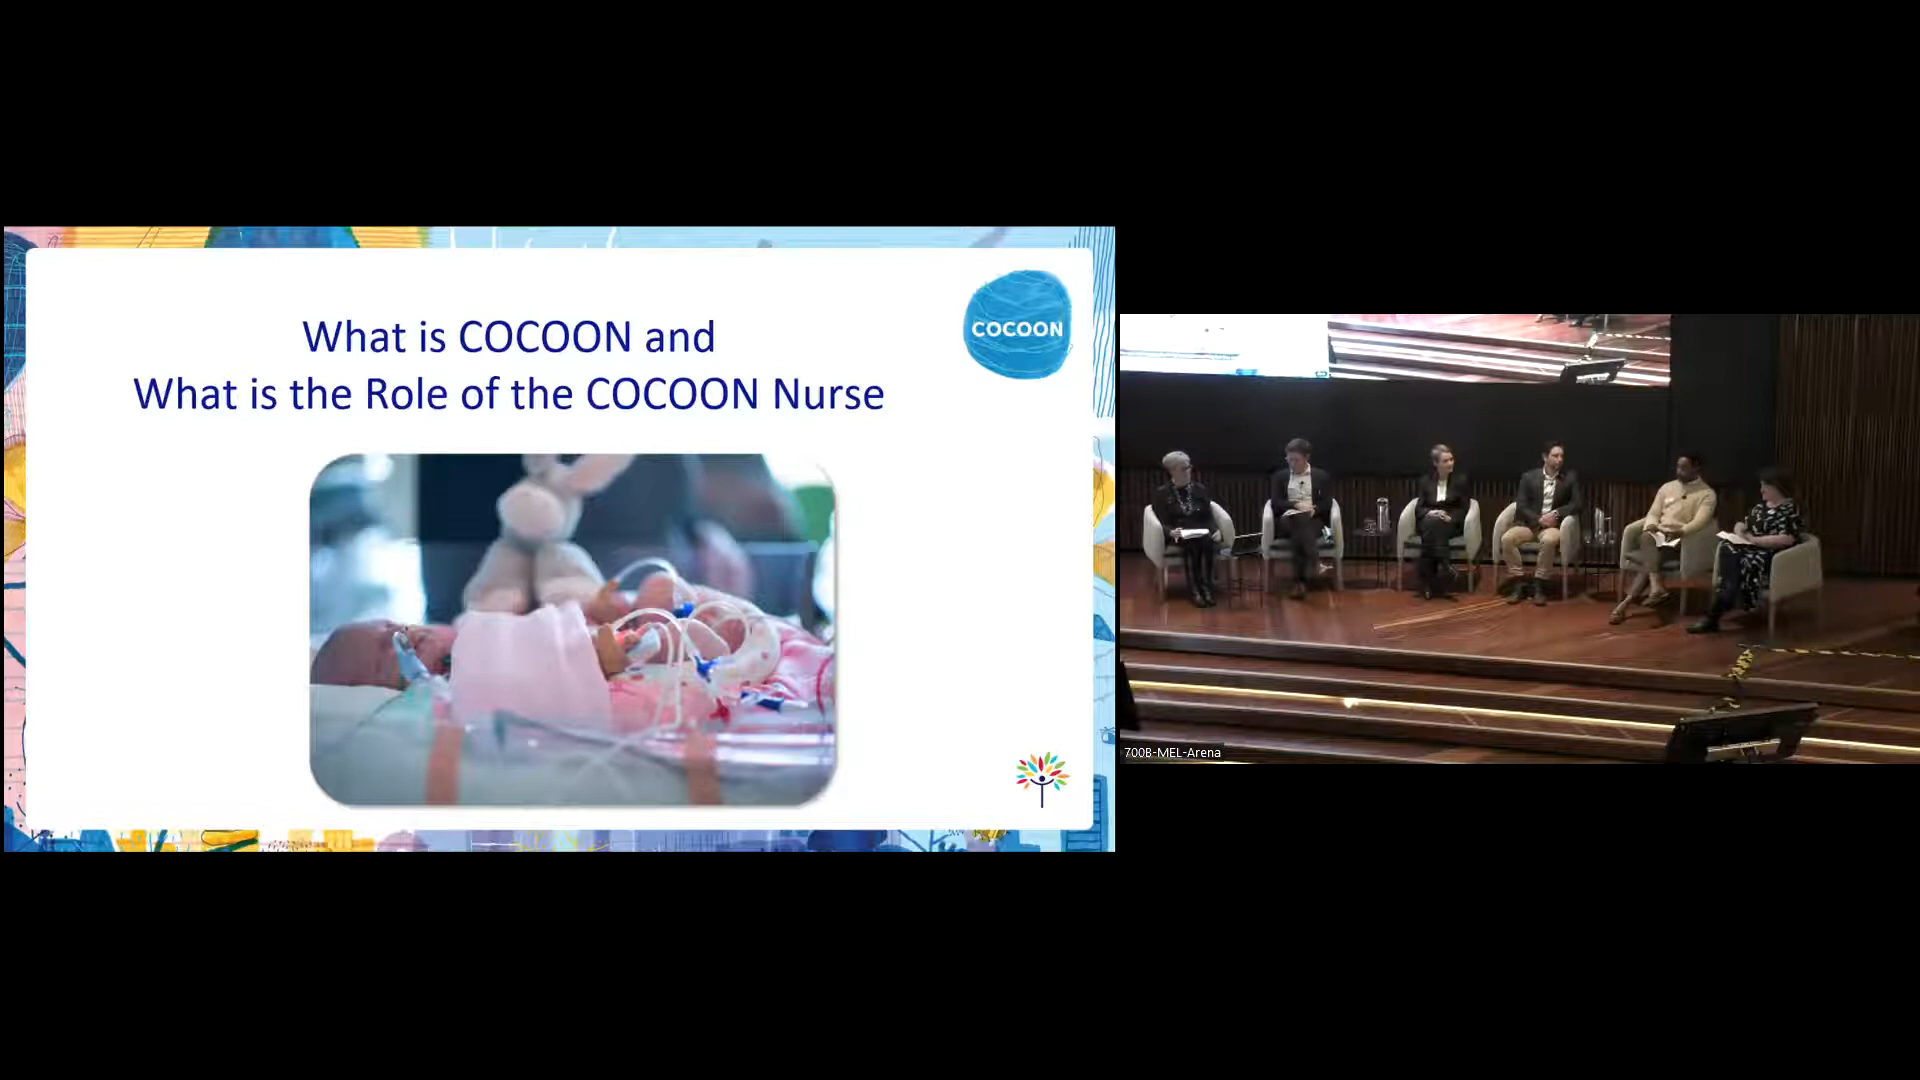 What is COCOON and
What is the Role of the COCOON Nurse
COCOON
700B-MEL-Arena